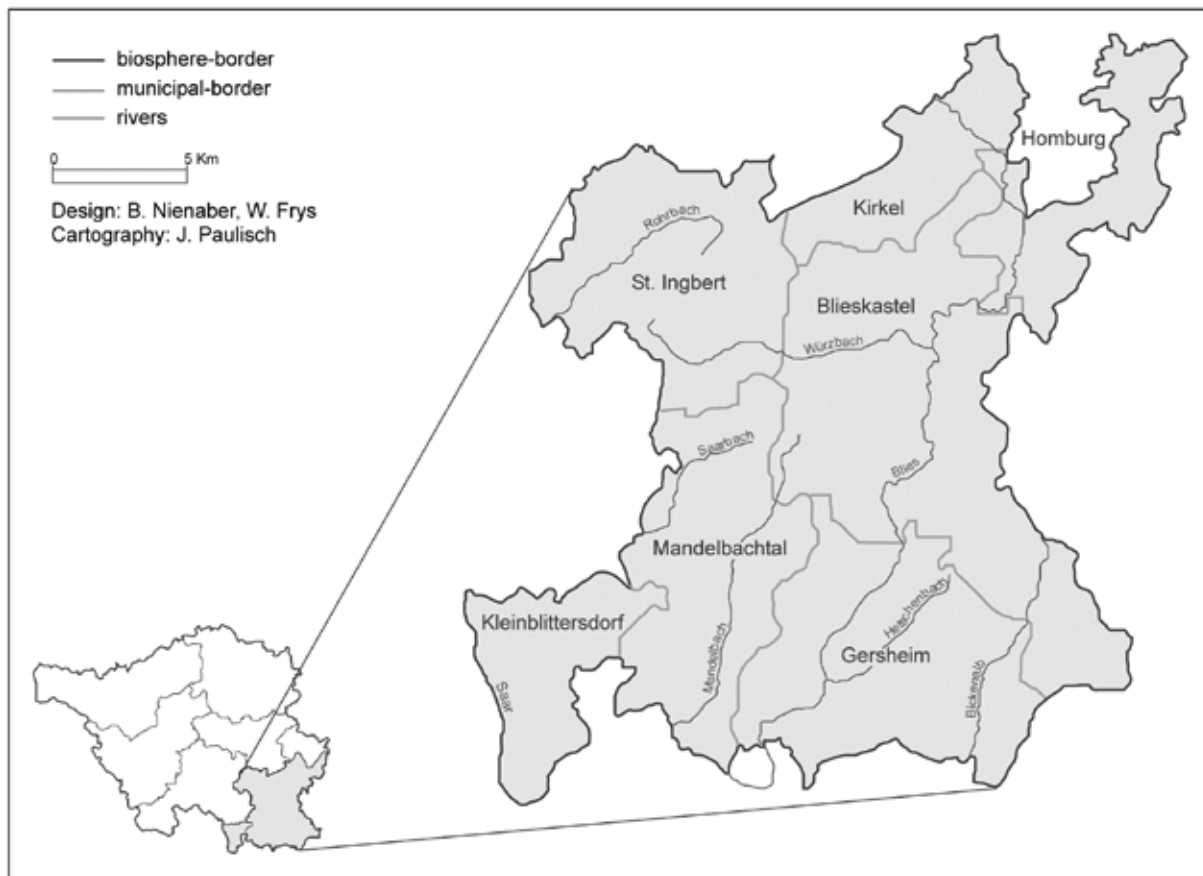 biosphere-border
municipal-border
rivers
0 5 Km
Design: B. Nienaber, W. Frys
Cartography: J. Paulisch
Homburg
Kirkel
Rohrbach
St. Ingbert
Blieskastel
Würzbach
Saarbach
Blies
Mandelbachtal
Kleinblittersdorf
Hetschenbach
Gersheim
Mandelbach
Saar
Bickenalb